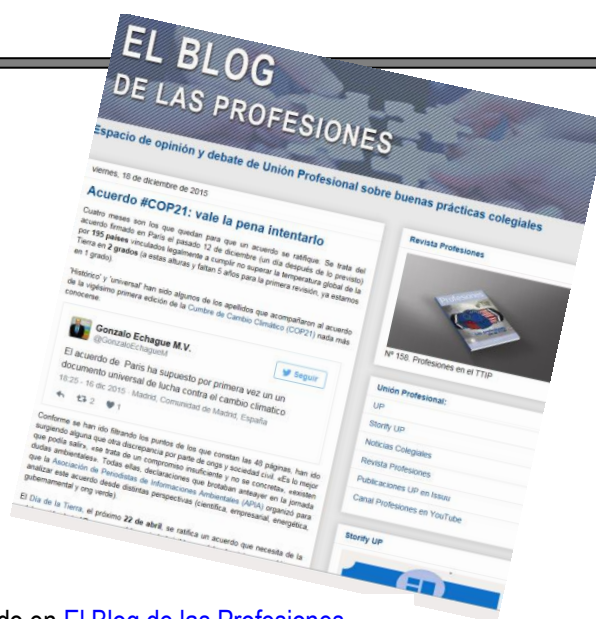 EL BLOG
DE LAS PROFESIONES
Espacio de opinión y debate de Unión Profesional sobre buenas prácticas colegiales
viernes, 18 de diciembre de 2015
Acuerdo #COP21: vale la pena intentarlo
Cuatro meses son los que quedan para que un acuerdo se ratifique. Se trata del
acuerdo firmado en París el pasado 12 de diciembre (un día después de lo previsto)
por 195 países vinculados legalmente a cumplir no superar la temperatura global de la
Tierra en 2 grados (a estas alturas y faltan 5 años para la primera revisión, ya estamos
en 1 grado).
'Histórico' y 'universal' han sido algunos de los apellidos que acompañaron al acuerdo
de la vigésimo primera edición de la Cumbre de Cambio Climático (COP21) nada más
conocerse.
Gonzalo Echague M.V.
@GonzaloEchagueM
Seguir
El acuerdo de Paris ha supuesto por primera vez un un
documento universal de lucha contra el cambio climatico
18:25 - 16 dic 2015 · Madrid, Comunidad de Madrid, España
2 1
Conforme se han ido filtrando los puntos de los que constan las 48 páginas, han ido
surgiendo alguna que otra discrepancia por parte de ongs y sociedad civil. «Es lo mejor
que podía salir», «se trata de un compromiso insuficiente y no se concreta», «existen
dudas ambientales». Todas ellas, declaraciones que brotaban anteayer en la jornada
que la Asociación de Periodistas de Informaciones Ambientales (APIA) organizó para
analizar este acuerdo desde distintas perspectivas (científica, empresarial, energética,
gubernamental y ong verde).
El Día de la Tierra, el próximo 22 de abril, se ratifica un acuerdo que necesita de la
Revista Profesiones
Profesiones
Nº 158. Profesiones en el TTIP
Unión Profesional:
UP
Storify UP
Noticias Colegiales
Revista Profesiones
Publicaciones UP en Issuu
Canal Profesiones en YouTube
Storify UP
do en El Blog de las Profesiones